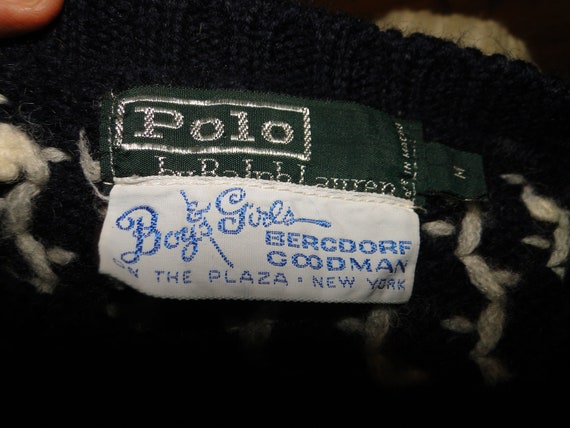 Polo
by Ralph Lauren
M
Boys & Girls
BERGDORF
GOODMAN
ON THE PLAZA · NEW YORK